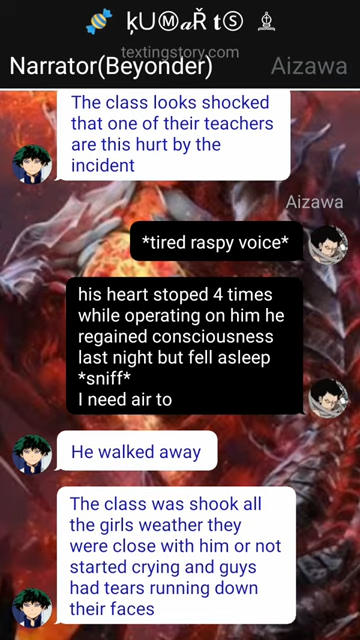 🍬 ķUⓂ𝒶Ř 𝐭Ⓢ ♗
textingstory.com
Narrator(Beyonder) Aizawa
The class looks shocked
that one of their teachers
are this hurt by the
incident
Aizawa
*tired raspy voice*
his heart stoped 4 times
while operating on him he
regained consciousness
last night but fell asleep
*sniff*
I need air to
He walked away
The class was shook all
the girls weather they
were close with him or not
started crying and guys
had tears running down
their faces